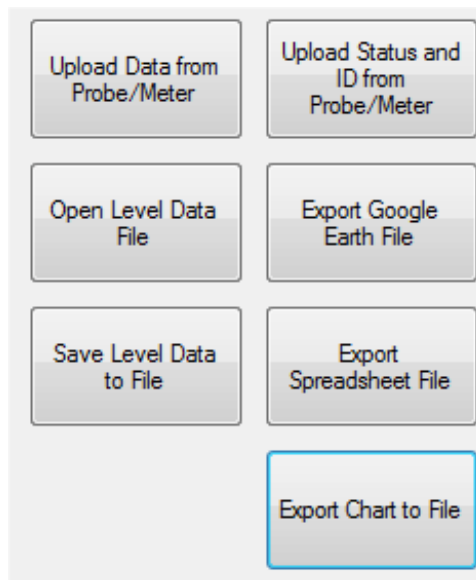 Upload Data from
Probe/Meter
Upload Status and
ID from
Probe/Meter
Open Level Data
File
Export Google
Earth File
Save Level Data
to File
Export
Spreadsheet File
Export Chart to File